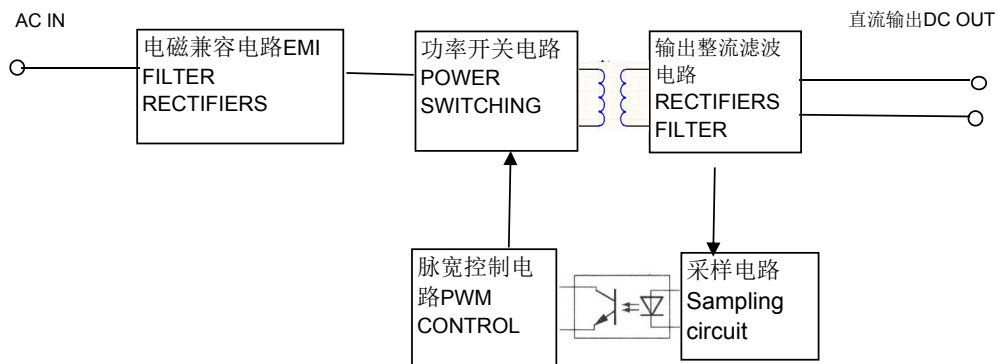 AC IN
直流输出DC OUT
电磁兼容电路EMI
FILTER
RECTIFIERS
功率开关电路
POWER
SWITCHING
输出整流滤波
电路
RECTIFIERS
FILTER
脉宽控制电
路PWM
CONTROL
采样电路
Sampling
circuit